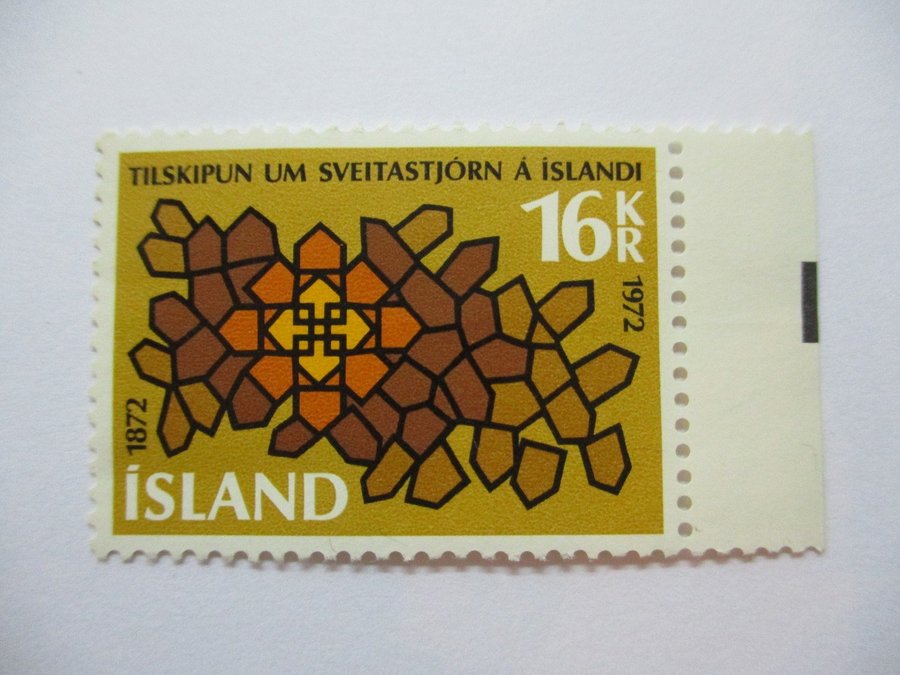 TILSKIPUN UM SVEITASTJÓRN Á ÍSLANDI
16 KR
1972
1872
ÍSLAND